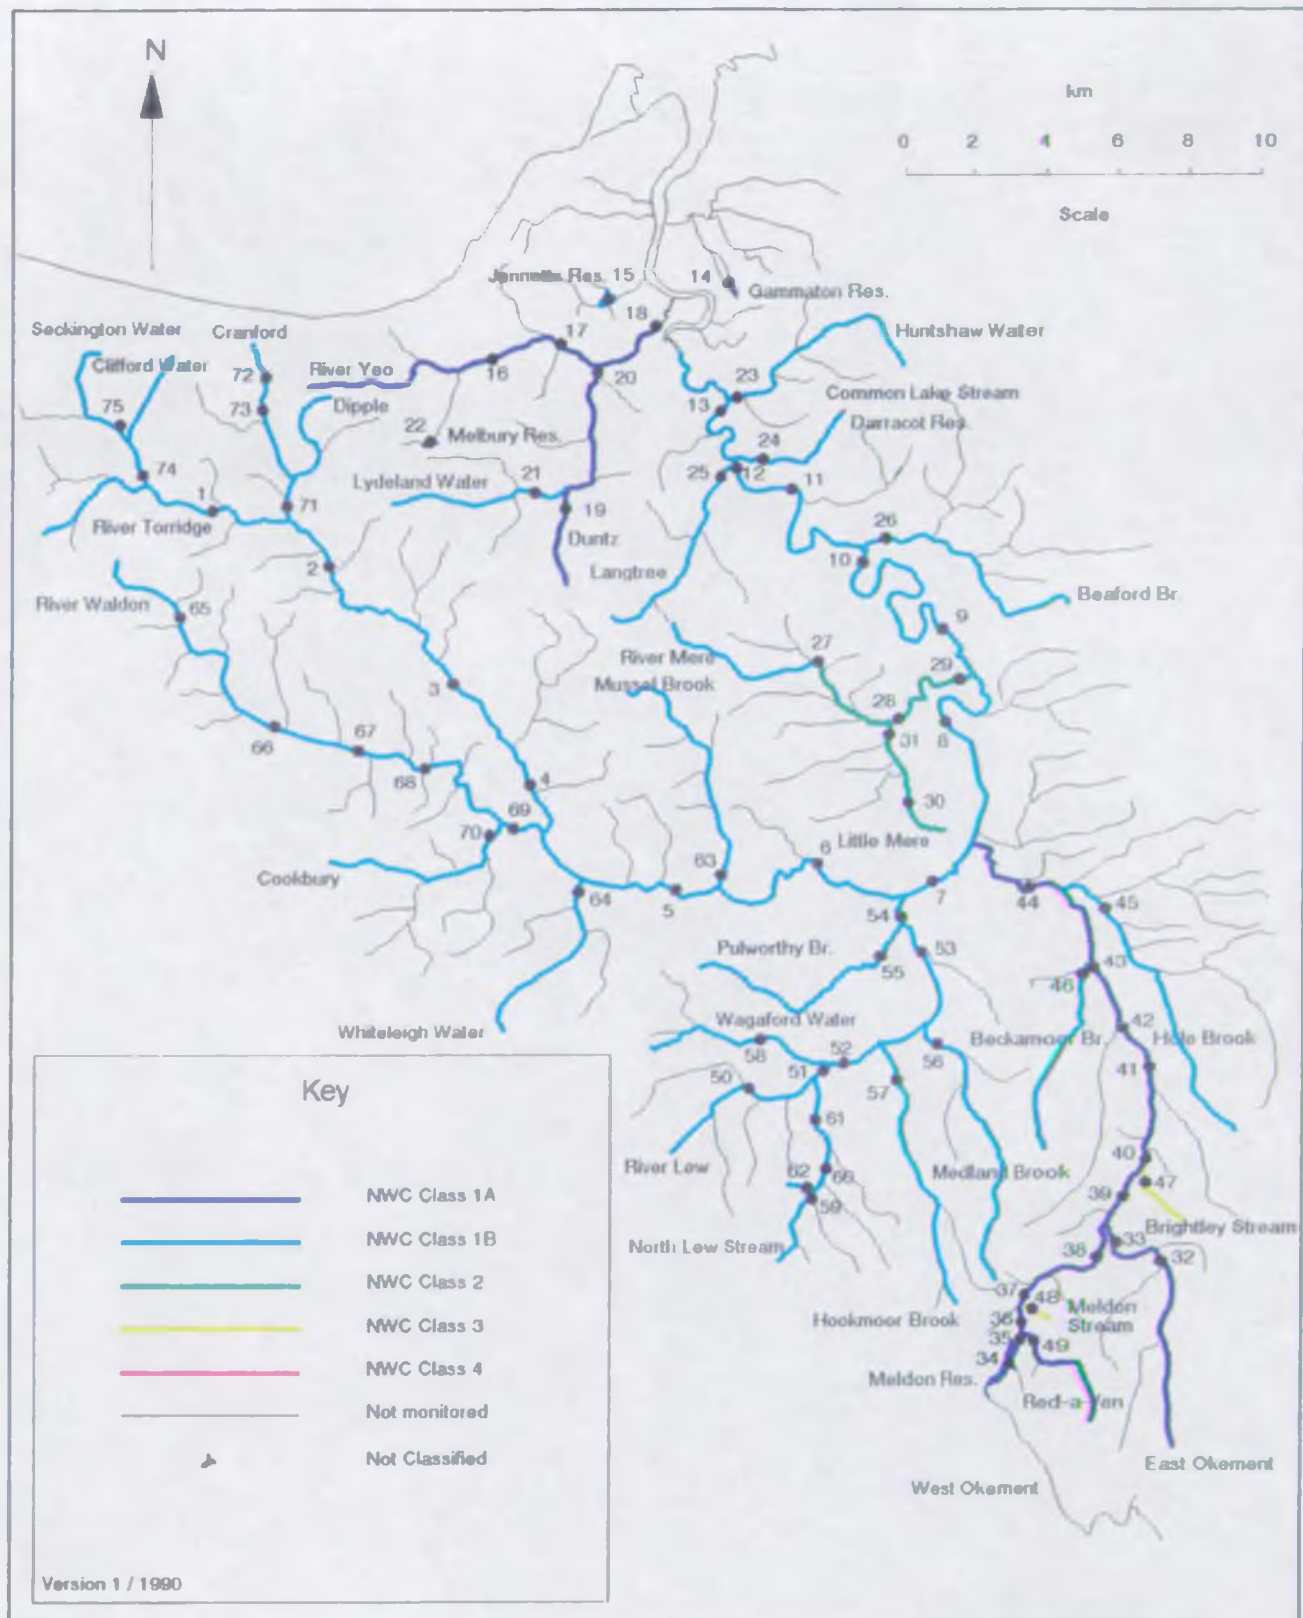 N
km
0 2 4 6 8 10
Scale
Jennetts Res. 15
14
Gammaton Res.
Seckington Water
Cranford
18
Huntshaw Water
Clifford Water
72
River Yeo
17
16
20
23
Common Lake Stream
75
73
Dipple
13
22
Melbury Res.
24
Darracot Res.
74
Lydeland Water
21
25
12
11
1
71
19
River Torridge
Duntz
26
2
Langtree
10
River Waldon
65
Beaford Br.
9
27
River Mere
29
Mussel Brook
3
28
8
66
67
31
68
4
30
69
70
6
Little Mere
Cookbury
63
7
64
5
44
45
54
Pulworthy Br.
53
55
43
46
Whiteleigh Water
Wagaford Water
42
58
52
Beckamoor Br.
Hole Brook
50
51
56
41
57
61
River Lew
62
Medland Brook
40
47
59
39
Brightley Stream
North Lew Stream
33
38
32
37
48
Hookmoor Brook
36
Meldon
Stream
35
49
34
Meldon Res.
Red-a-Ven
East Okement
West Okement
Key
NWC Class 1A
NWC Class 1B
NWC Class 2
NWC Class 3
NWC Class 4
Not monitored
Not Classified
Version 1 / 1990